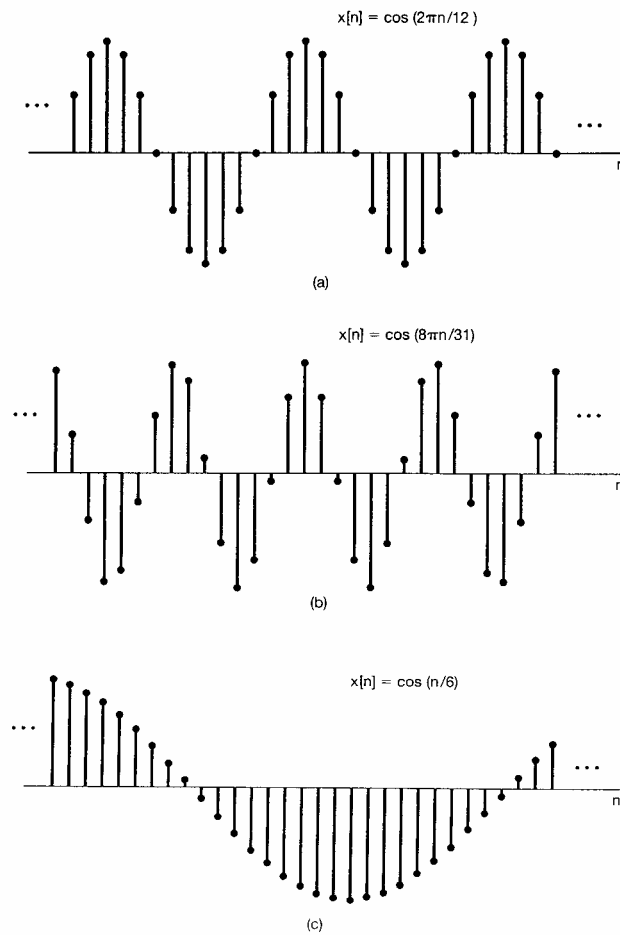 x[n] = cos (2πn/12 )
...
...
n
(a)
x[n] = cos (8πn/31)
...
...
n
(b)
x[n] = cos (n/6)
...
...
n
(c)